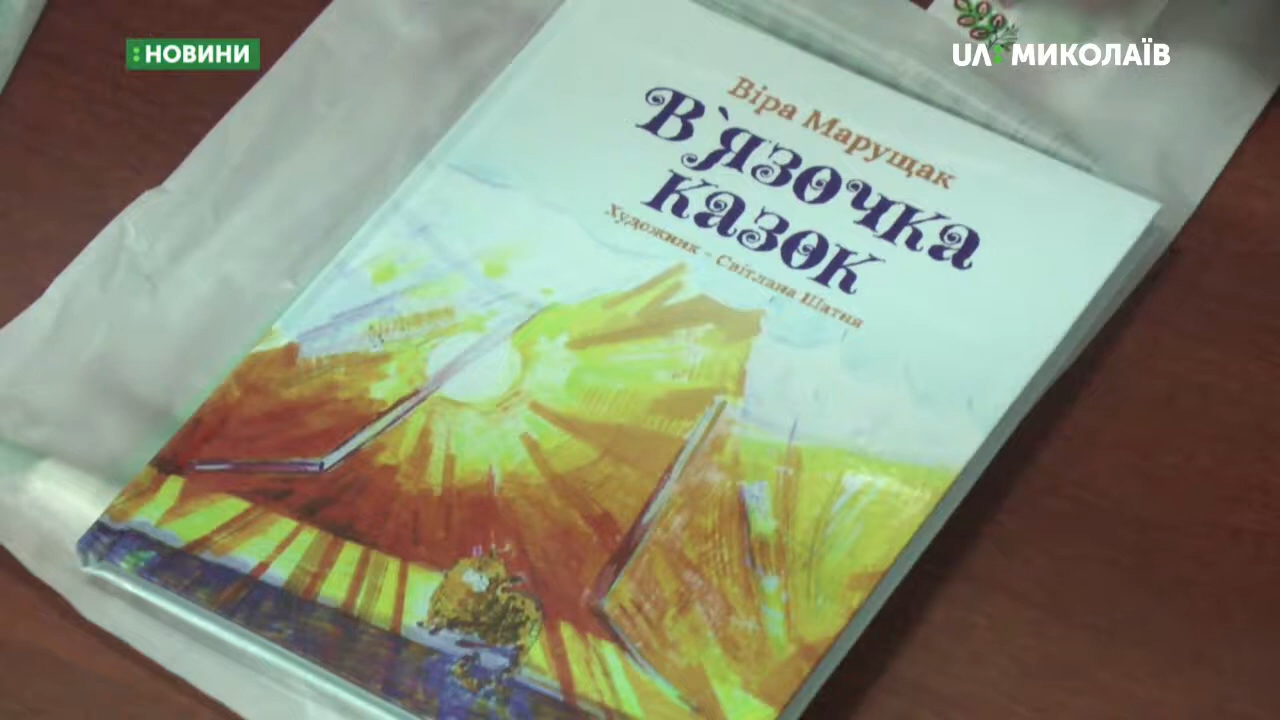 :НОВИНИ
UA: МИКОЛАЇВ
Віра Марущак
В`язочка
казок
Художник - Світлана Шатня